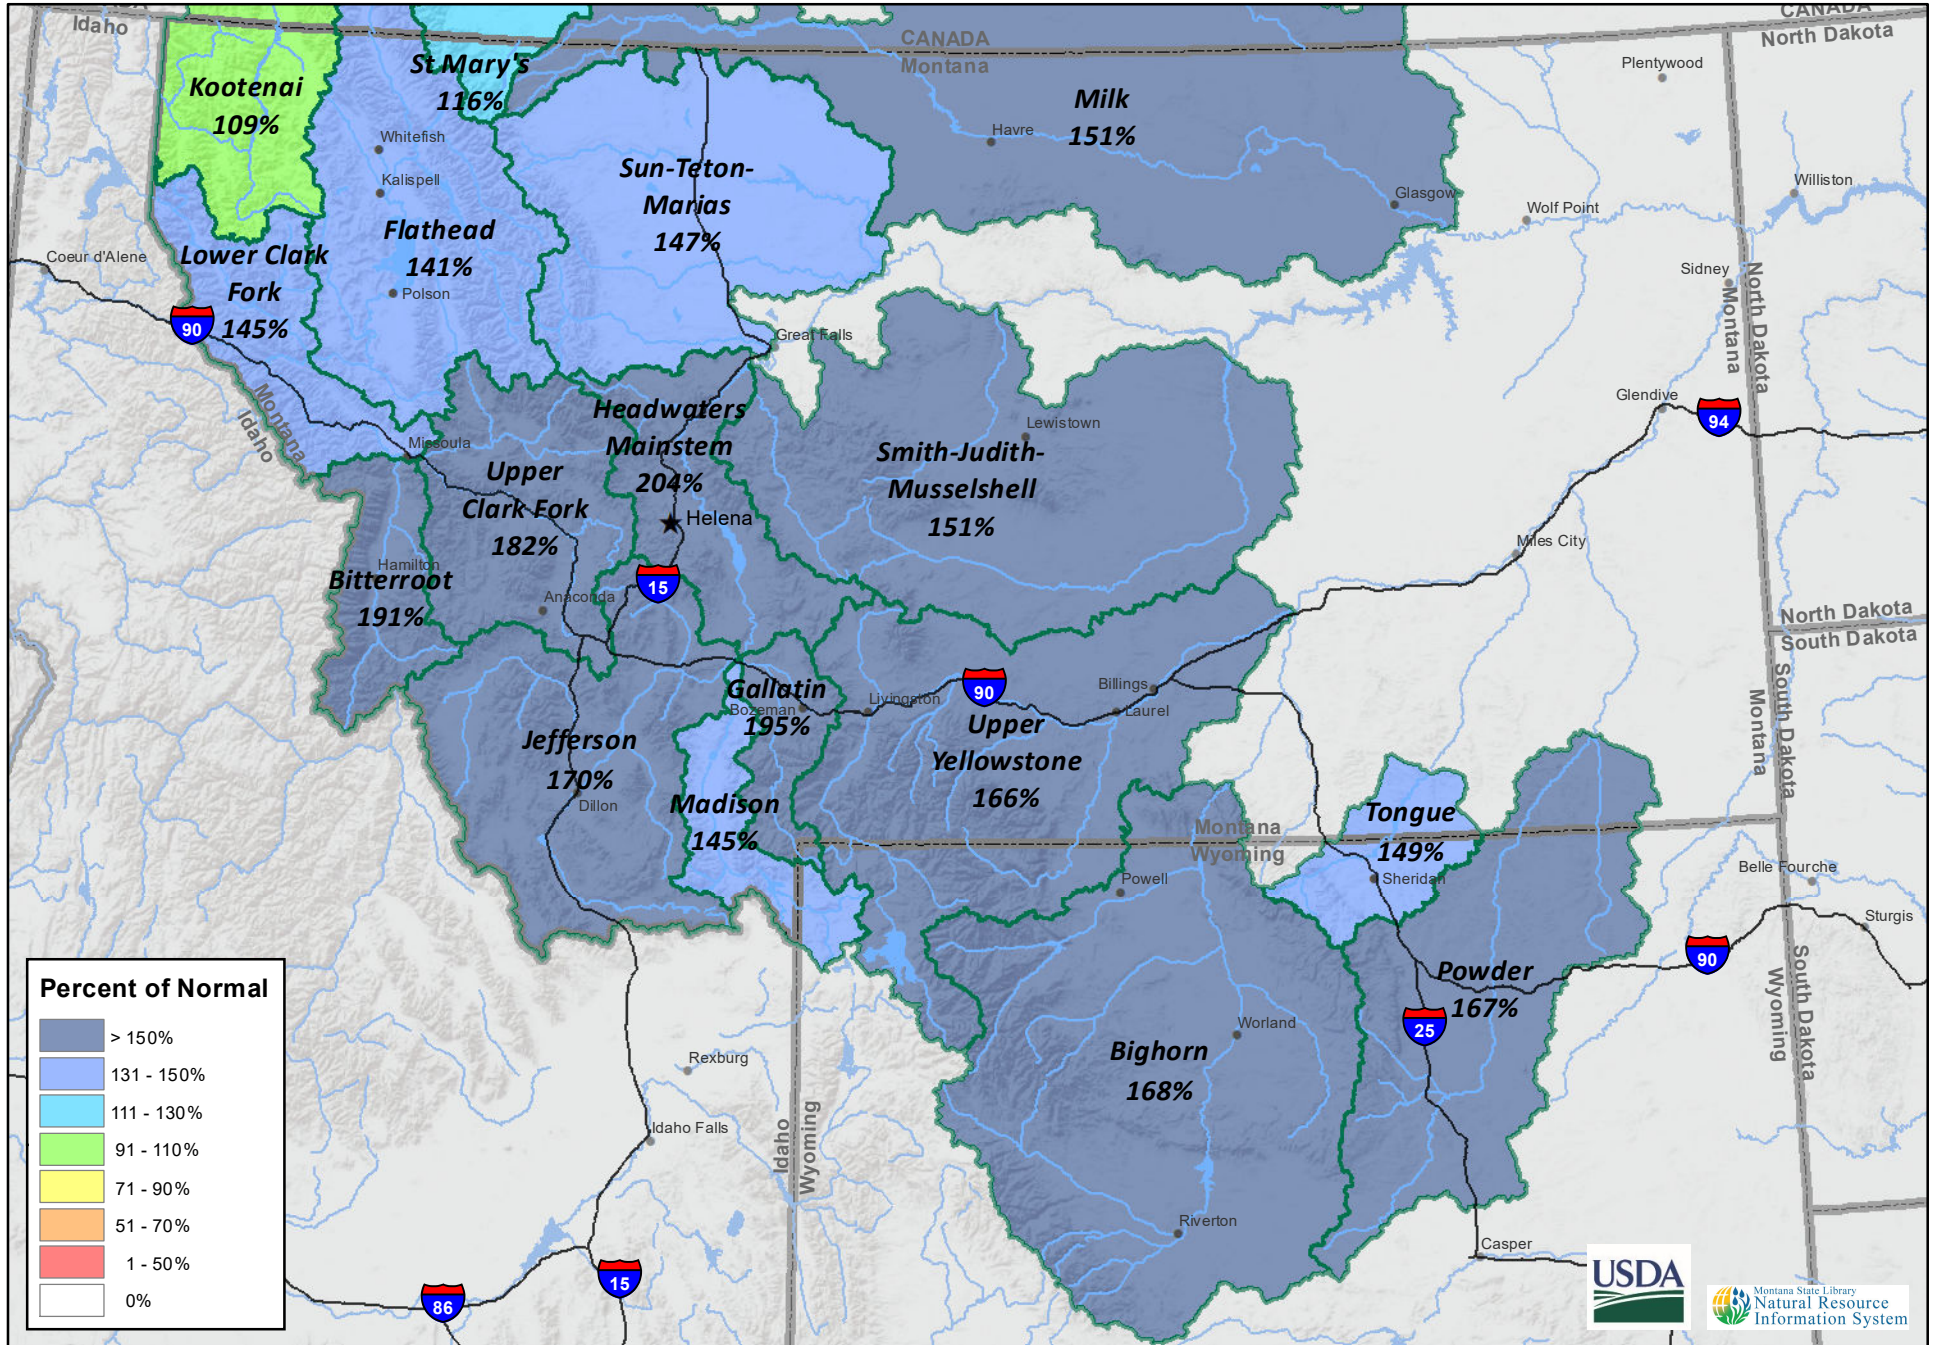 Idaho
CANADA
Montana
CANADA
North Dakota
Kootenai
109%
St Mary's
116%
Milk
151%
Plentywood
Whitefish
Kalispell
Havre
Sun-Teton-
Marias
147%
Glasgow
Williston
Wolf Point
Flathead
141%
Polson
Coeur d'Alene
Lower Clark
Fork
145%
90
Sidney
Montana
North Dakota
Great Falls
Montana
Idaho
Missoula
Headwaters
Mainstem
204%
Helena
Lewistown
Smith-Judith-
Musselshell
151%
Glendive
94
Upper
Clark Fork
182%
Miles City
Hamilton
Bitterroot
191%
Anaconda
15
North Dakota
South Dakota
Gallatin
Bozeman
195%
Livingston
90
Billings
Laurel
Montana
South Dakota
Upper
Yellowstone
166%
Jefferson
170%
Dillon
Madison
145%
Tongue
149%
Montana
Wyoming
Sheridan
Powell
Belle Fourche
Sturgis
90
Powder
167%
25
South Dakota
Wyoming
Worland
Bighorn
168%
Rexburg
Idaho Falls
Idaho
Wyoming
Riverton
Casper
15
86
Percent of Normal
> 150%
131 - 150%
111 - 130%
91 - 110%
71 - 90%
51 - 70%
1 - 50%
0%
USDA
Montana State Library
Natural Resource
Information System